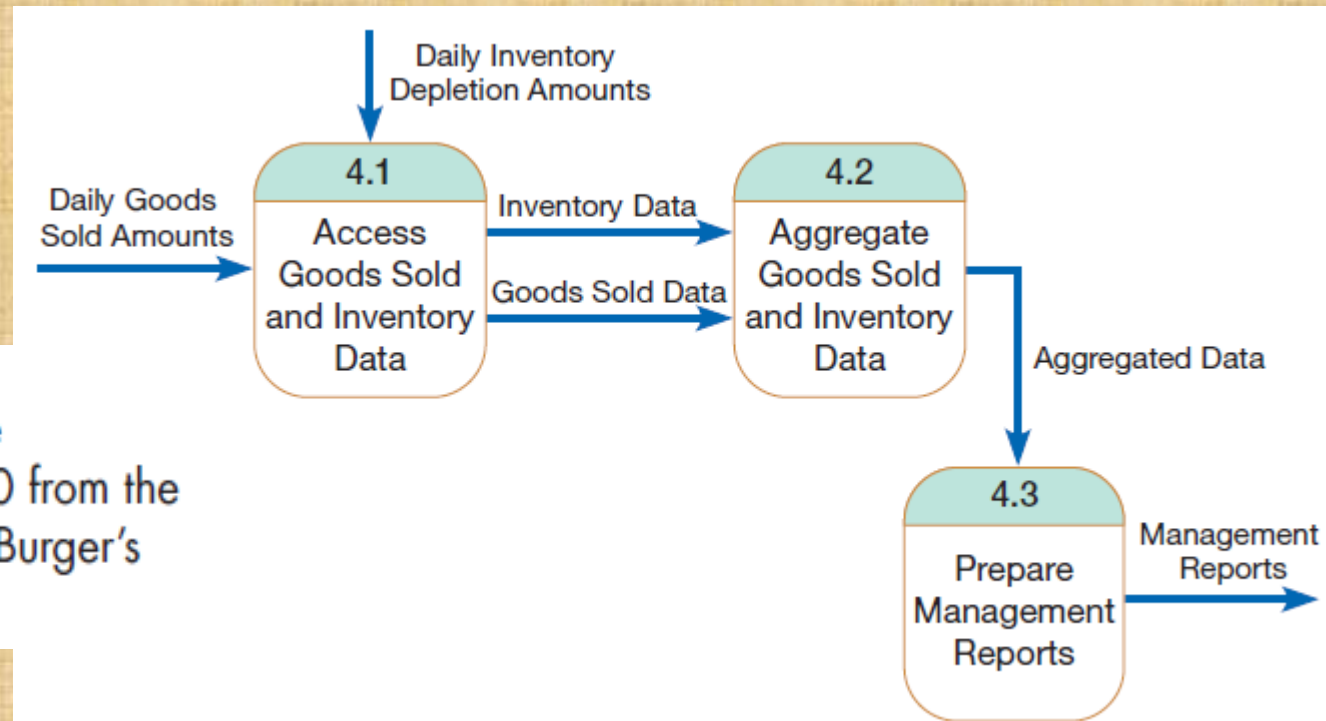 Daily Inventory
Depletion Amounts
Daily Goods
Sold Amounts
4.1
Access
Goods Sold
and Inventory
Data
Inventory Data
Goods Sold Data
4.2
Aggregate
Goods Sold
and Inventory
Data
Aggregated Data
4.3
Prepare
Management
Reports
Management
Reports
from the
Burger's